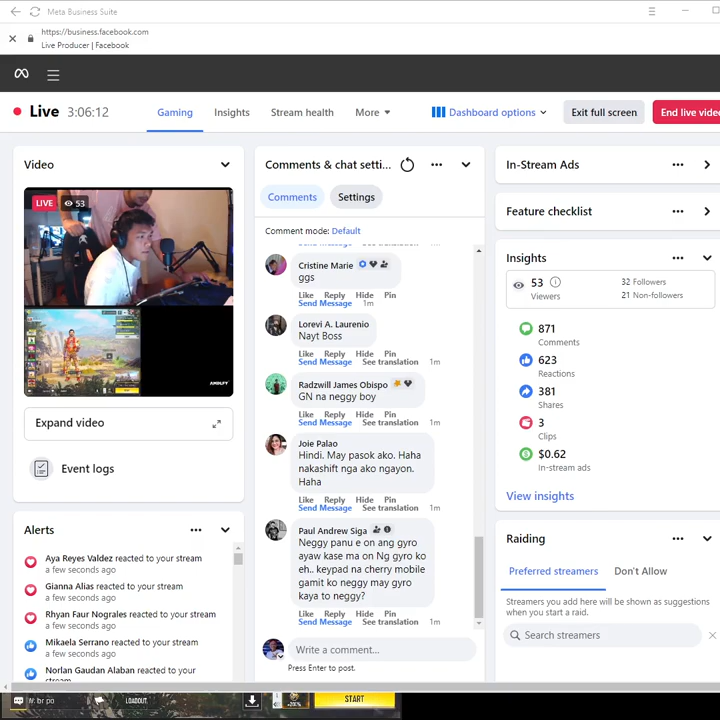 Meta Business Suite
https://business.facebook.com
Live Producer | Facebook
Live 3:06:12 Gaming Insights Stream health More Dashboard options Exit full screen End live video
Video
LIVE 53
Expand video
Event logs
Alerts
Aya Reyes Valdez reacted to your stream
a few seconds ago
Gianna Alias reacted to your stream
a few seconds ago
Rhyan Faur Nograles reacted to your stream
a few seconds ago
Mikaela Serrano reacted to your stream
a few seconds ago
Norlan Gaudan Alaban reacted to your
stream
Comments & chat setti...
Comments Settings
Comment mode: Default
Send Message See translation 1m
Cristine Marie
ggs
Like Reply Hide Pin
Send Message 1m
Lorevi A. Laurenio
Nayt Boss
Like Reply Hide Pin
Send Message See translation 1m
Radzwill James Obispo
GN na neggy boy
Like Reply Hide Pin
Send Message See translation 1m
Joie Palao
Hindi. May pasok ako. Haha
nakashift nga ako ngayon.
Haha
Like Reply Hide Pin
Send Message See translation 1m
Paul Andrew Siga
Neggy panu e on ang gyro
ayaw kase ma on Ng gyro ko
eh.. keypad na cherry mobile
gamit ko neggy may gyro
kaya to neggy?
Like Reply Hide Pin
Send Message See translation 1m
Write a comment...
Press Enter to post.
In-Stream Ads
Feature checklist
Insights
53
Viewers
32 Followers
21 Non-followers
871
Comments
623
Reactions
381
Shares
3
Clips
$0.62
In-stream ads
View insights
Raiding
Preferred streamers Don't Allow
Streamers you add here will be shown as suggestions
when you start a raid.
Search streamers
LOADOUT
START